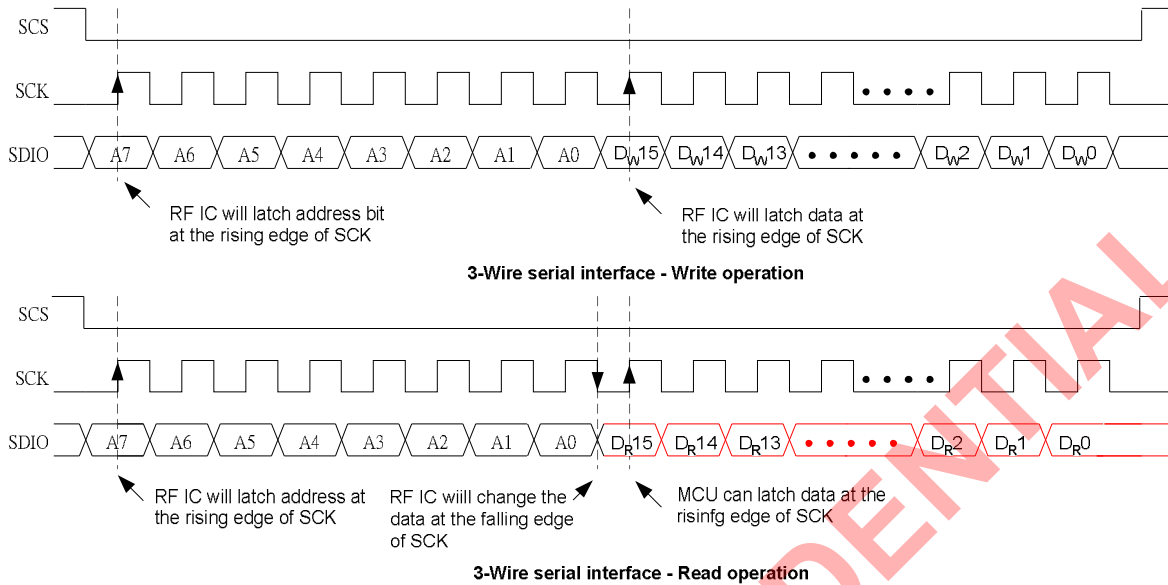 SCS
SCK
SDIO A7 A6 A5 A4 A3 A2 A1 A0 DW15 DW14 DW13 • • • • • DW2 DW1 DW0
RF IC will latch address bit
at the rising edge of SCK
RF IC will latch data at
the rising edge of SCK
3-Wire serial interface - Write operation
SCS
SCK
SDIO A7 A6 A5 A4 A3 A2 A1 A0 DR15 DR14 DR13 • • • • • DR2 DR1 DR0
RF IC will latch address at
the rising edge of SCK
RF IC wiill change the
data at the falling edge
of SCK
MCU can latch data at the
risinfg edge of SCK
3-Wire serial interface - Read operation
DENTIAL